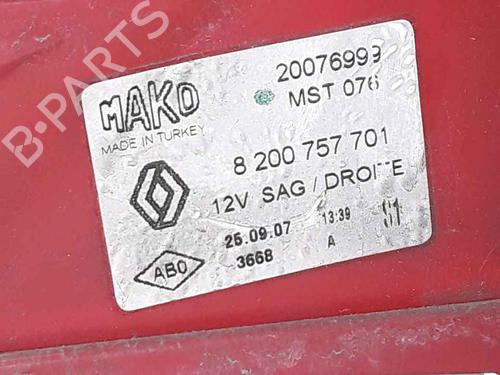 B-PARTS
MAKO
MADE IN TURKEY
20076999
MST 076
8 200 757 701
12V SAG / DROITE
25.09.07 13:39 S1
3668 A
ABO